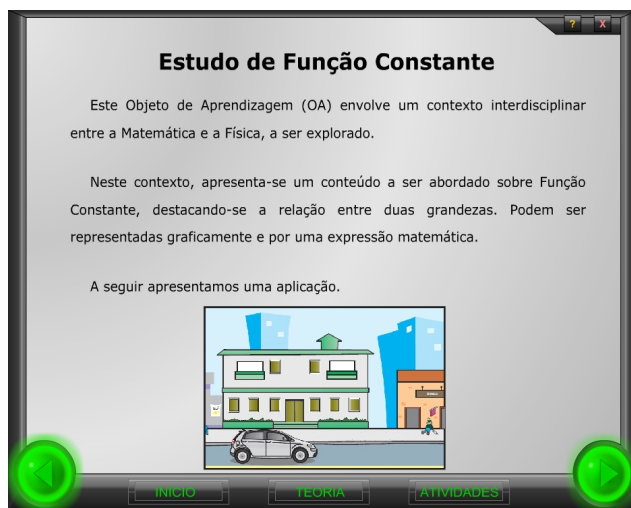 ? X
Estudo de Função Constante
Este Objeto de Aprendizagem (OA) envolve um contexto interdisciplinar
entre a Matemática e a Física, a ser explorado.
Neste contexto, apresenta-se um conteúdo a ser abordado sobre Função
Constante, destacando-se a relação entre duas grandezas. Podem ser
representadas graficamente e por uma expressão matemática.
A seguir apresentamos uma aplicação.
INICIO TEORIA ATIVIDADES